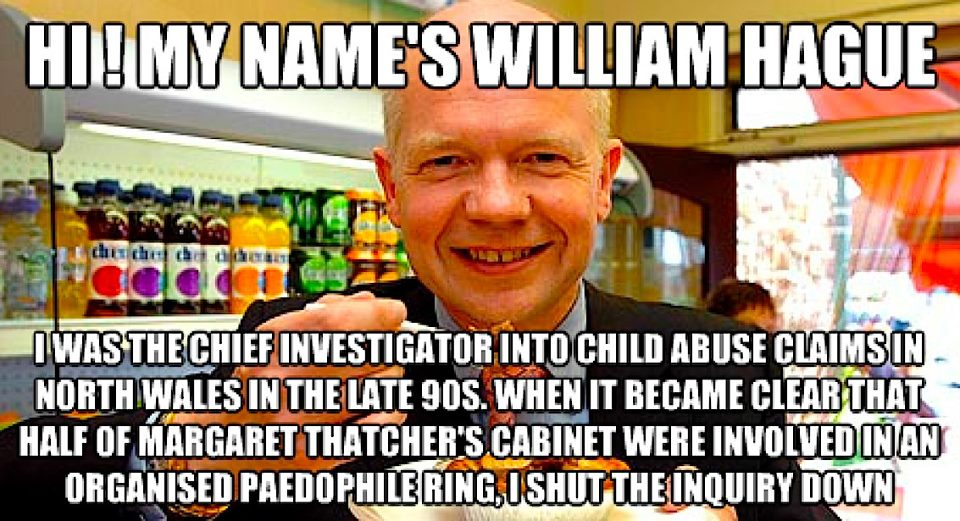 HI ! MY NAME'S WILLIAM HAGUE
I WAS THE CHIEF INVESTIGATOR INTO CHILD ABUSE CLAIMS IN
NORTH WALES IN THE LATE 90S. WHEN IT BECAME CLEAR THAT
HALF OF MARGARET THATCHER'S CABINET WERE INVOLVED IN AN
ORGANISED PAEDOPHILE RING, I SHUT THE INQUIRY DOWN